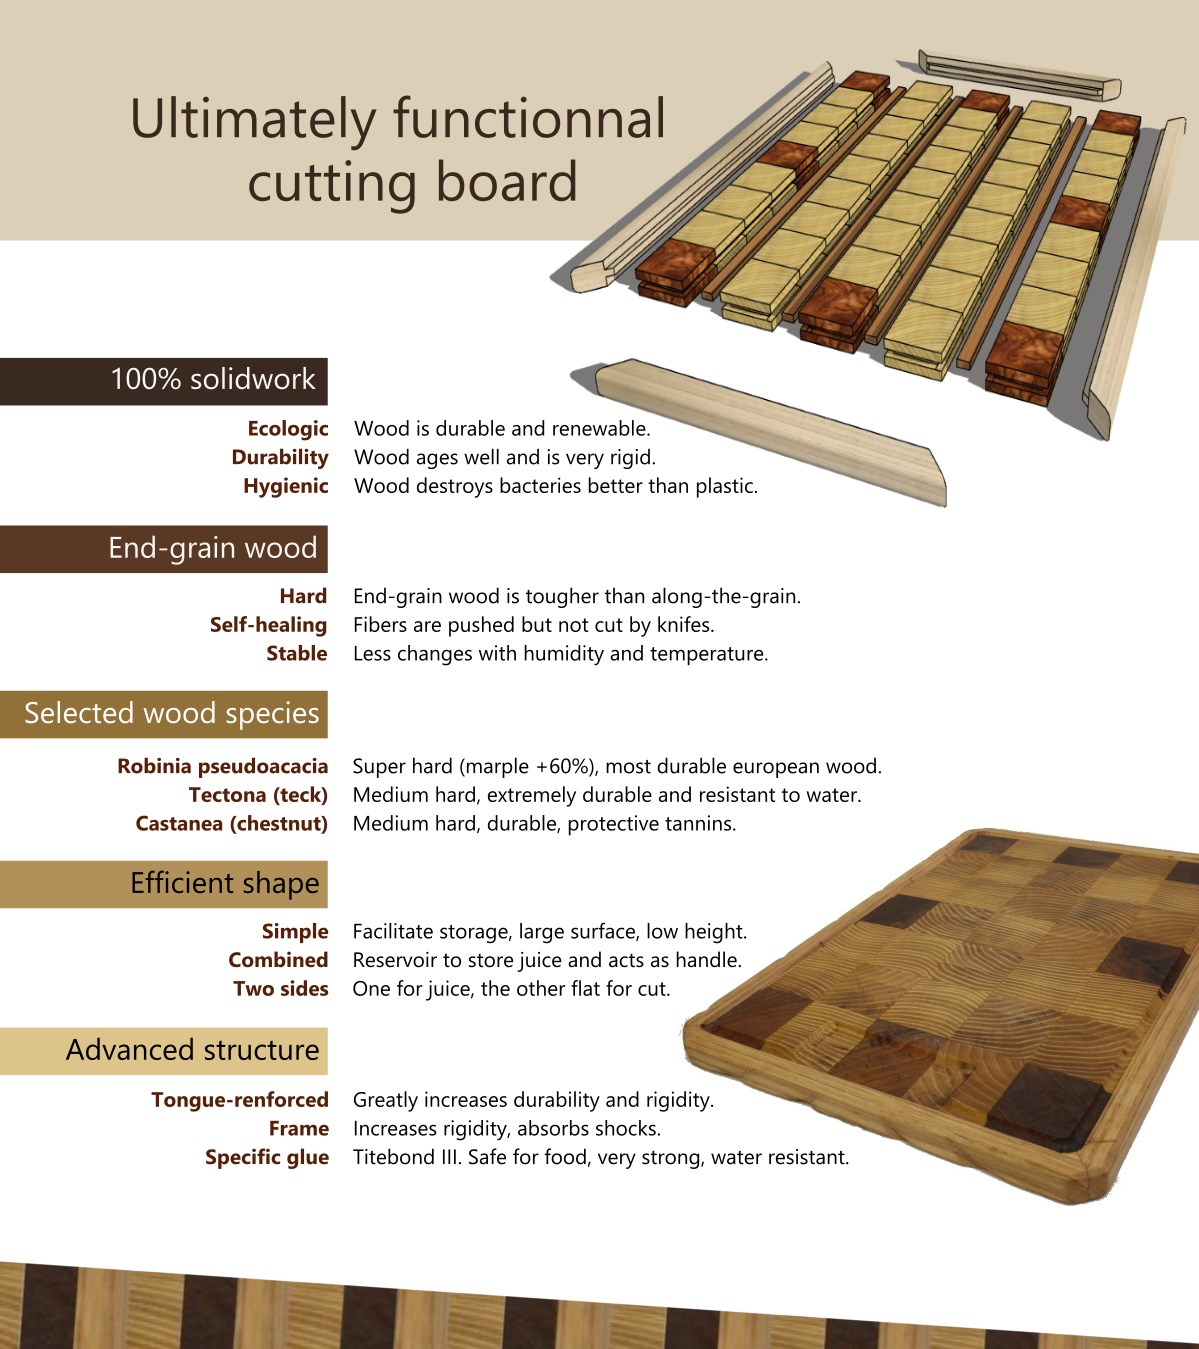 Ultimately functionnal
cutting board
100% solidwork
Ecologic Wood is durable and renewable.
Durability Wood ages well and is very rigid.
Hygienic Wood destroys bacteries better than plastic.
End-grain wood
Hard End-grain wood is tougher than along-the-grain.
Self-healing Fibers are pushed but not cut by knifes.
Stable Less changes with humidity and temperature.
Selected wood species
Robinia pseudoacacia Super hard (marple +60%), most durable european wood.
Tectona (teck) Medium hard, extremely durable and resistant to water.
Castanea (chestnut) Medium hard, durable, protective tannins.
Efficient shape
Simple Facilitate storage, large surface, low height.
Combined Reservoir to store juice and acts as handle.
Two sides One for juice, the other flat for cut.
Advanced structure
Tongue-renforced Greatly increases durability and rigidity.
Frame Increases rigidity, absorbs shocks.
Specific glue Titebond III. Safe for food, very strong, water resistant.